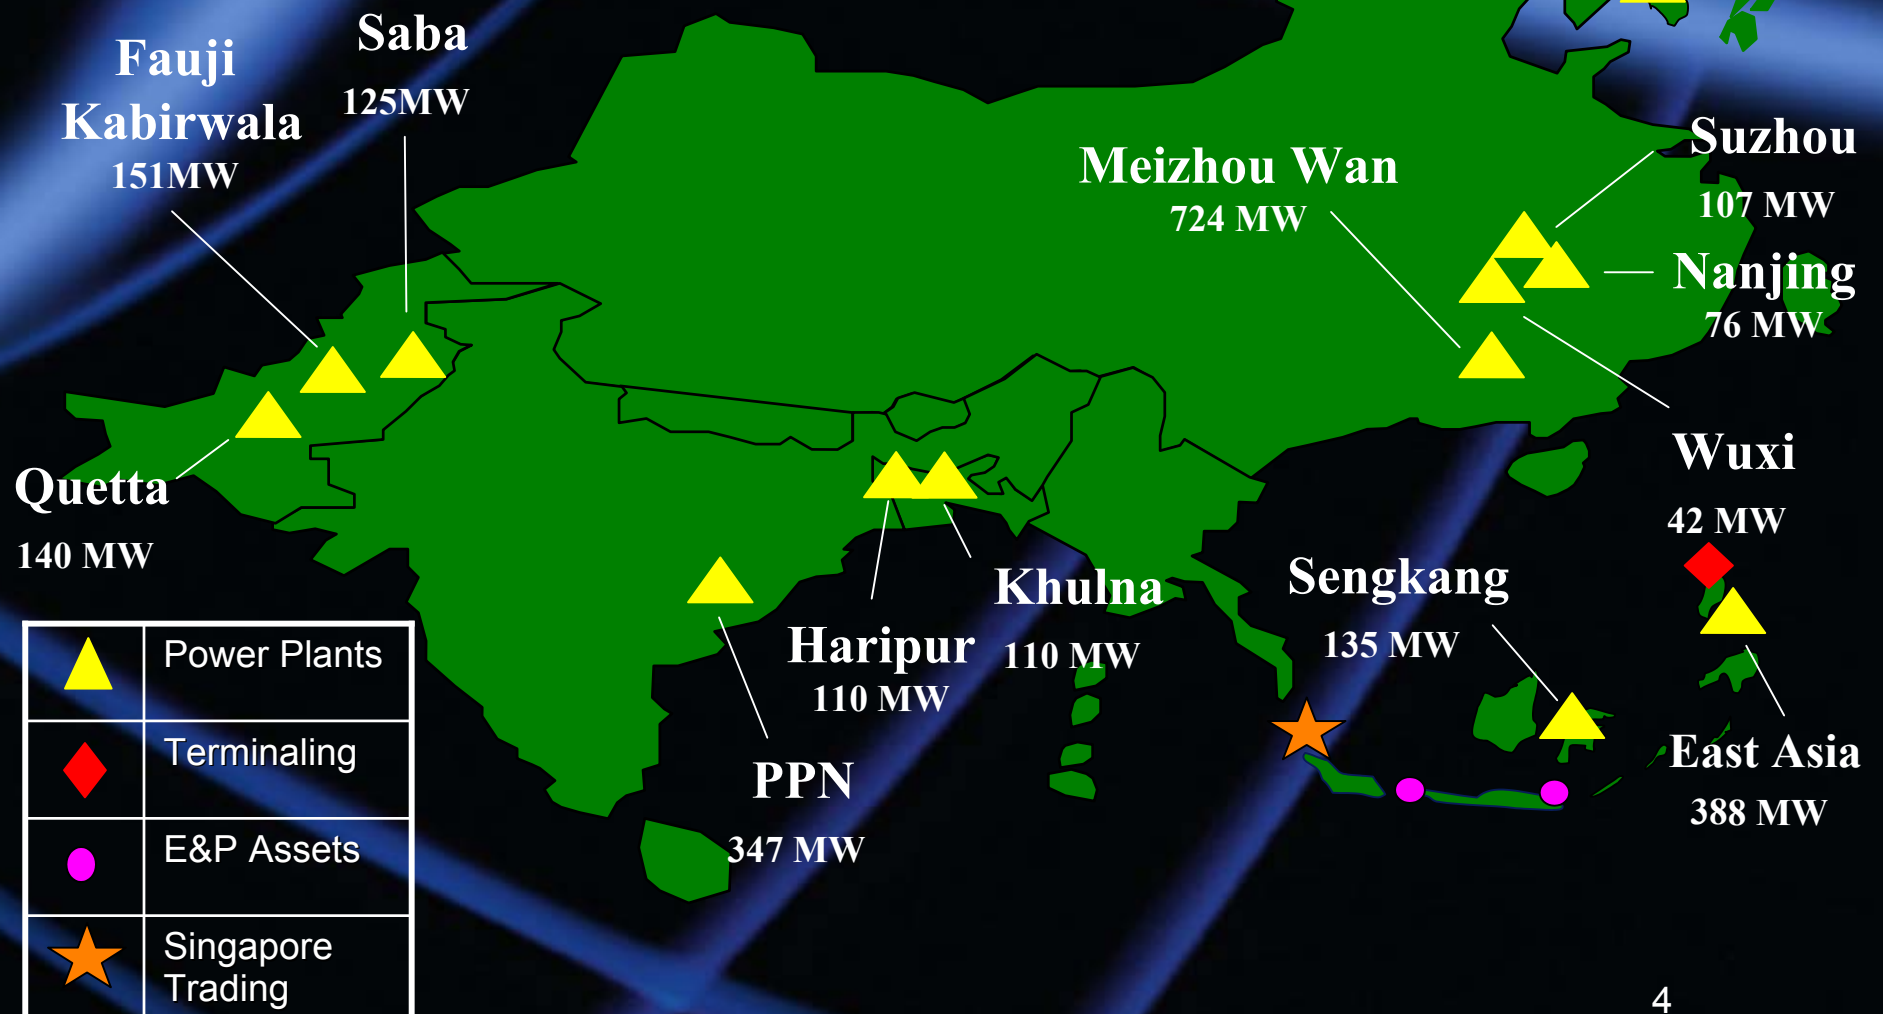 Fauji
Kabirwala
151MW
Saba
125MW
Meizhou Wan
724 MW
Suzhou
107 MW
Nanjing
76 MW
Wuxi
42 MW
Quetta
140 MW
Khulna
110 MW
Haripur
110 MW
Sengkang
135 MW
PPN
347 MW
East Asia
388 MW
Power Plants
Terminaling
E&P Assets
Singapore
Trading
4